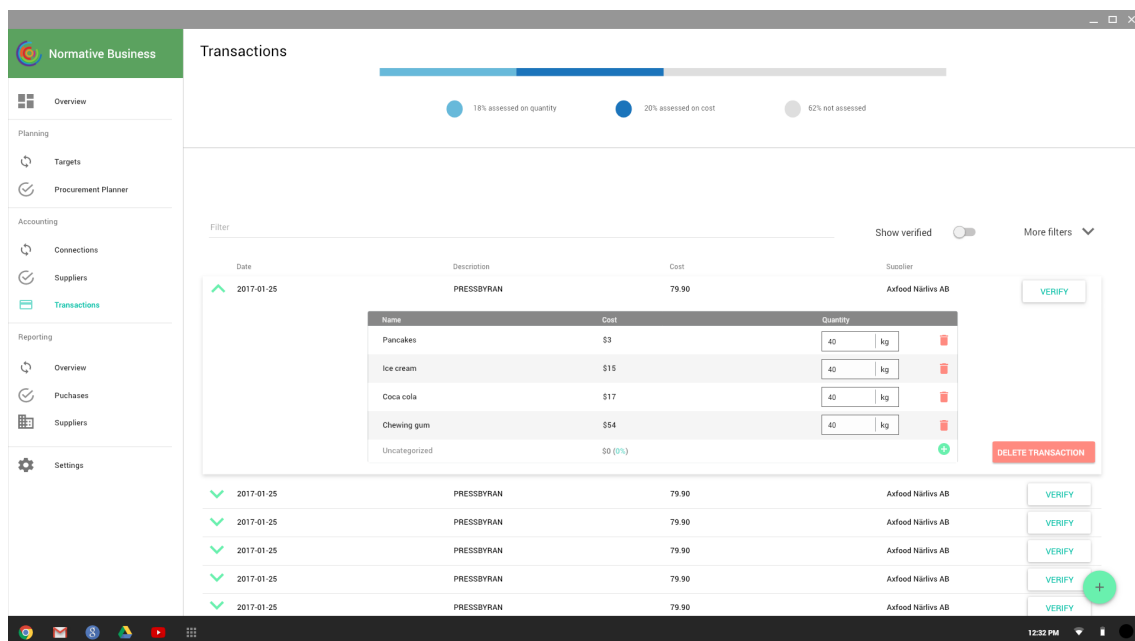 Normative Business
Transactions
18% assessed on quantity
20% assessed on cost
62% not assessed
Overview
Planning
Targets
Procurement Planner
Accounting
Connections
Suppliers
Transactions
Reporting
Overview
Puchases
Suppliers
Settings
Filter
Show verified
More filters
Date Description Cost Supplier
2017-01-25 PRESSBYRAN 79.90 Axfood Närlivs AB VERIFY
Name Cost Quantity
Pancakes $3 40 kg
Ice cream $15 40 kg
Coca cola $17 40 kg
Chewing gum $54 40 kg
Uncategorized $0 (0%)
DELETE TRANSACTION
2017-01-25 PRESSBYRAN 79.90 Axfood Närlivs AB VERIFY
2017-01-25 PRESSBYRAN 79.90 Axfood Närlivs AB VERIFY
2017-01-25 PRESSBYRAN 79.90 Axfood Närlivs AB VERIFY
2017-01-25 PRESSBYRAN 79.90 Axfood Närlivs AB VERIFY
2017-01-25 PRESSBYRAN 79.90 Axfood Närlivs AB VERIFY
12:32 PM